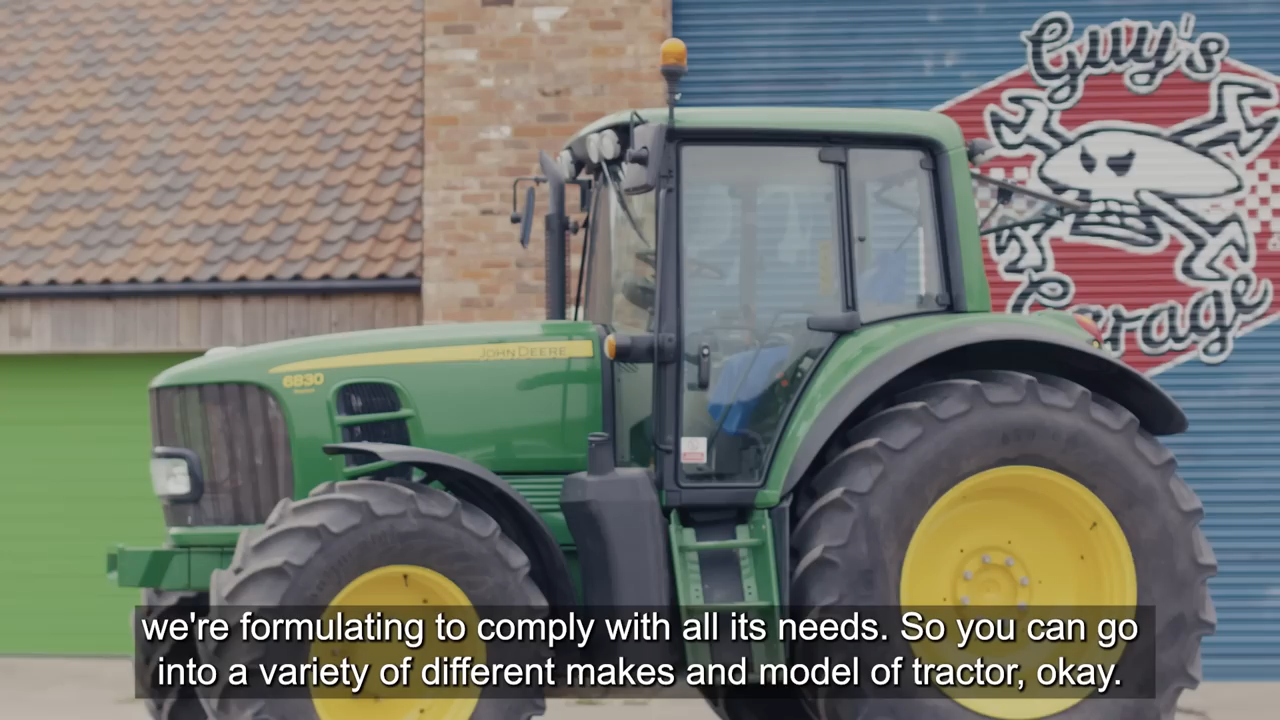 Guy's
Garage
JOHN DEERE
6830
we're formulating to comply with all its needs. So you can go
into a variety of different makes and model of tractor, okay.